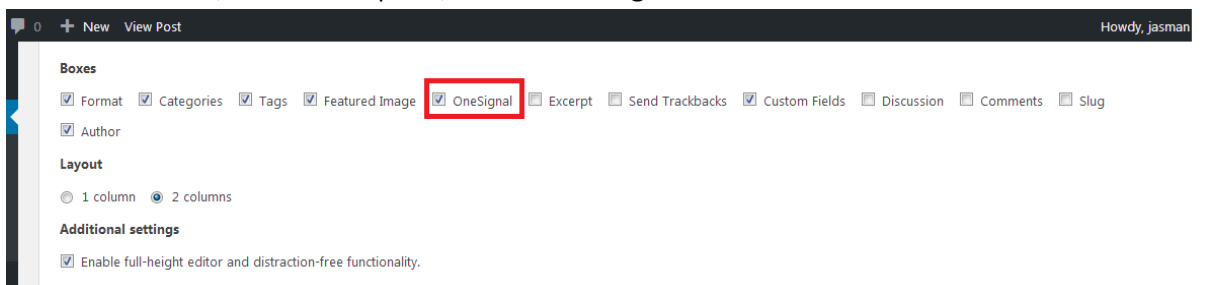 0 + New View Post Howdy, jasman
Boxes
Format Categories Tags Featured Image OneSignal Excerpt Send Trackbacks Custom Fields Discussion Comments Slug
Author
Layout
1 column 2 columns
Additional settings
Enable full-height editor and distraction-free functionality.